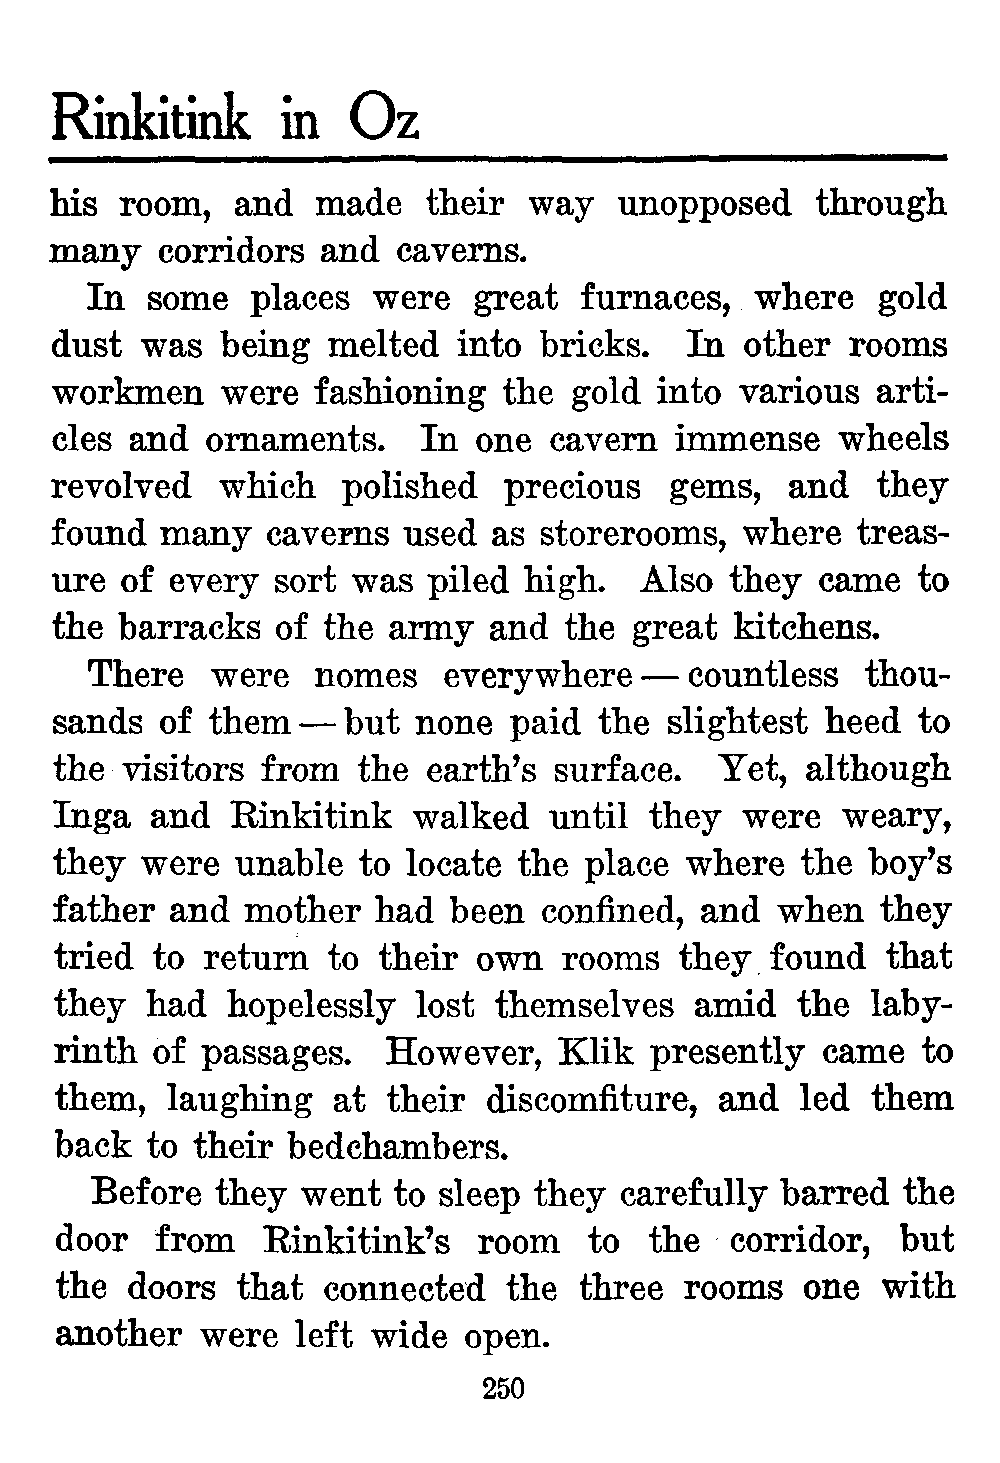 Rinkitink in Oz
his room, and made their way unopposed through
many corridors and caverns.
In some places were great furnaces, where gold
dust was being melted into bricks. In other rooms
workmen were fashioning the gold into various arti-
cles and ornaments. In one cavern immense wheels
revolved which polished precious gems, and they
found many caverns used as storerooms, where treas-
ure of every sort was piled high. Also they came to
the barracks of the army and the great kitchens.
There were nomes everywhere — countless thou-
sands of them — but none paid the slightest heed to
the visitors from the earth's surface. Yet, although
Inga and Rinkitink walked until they were weary,
they were unable to locate the place where the boy's
father and mother had been confined, and when they
tried to return to their own rooms they found that
they had hopelessly lost themselves amid the laby-
rinth of passages. However, Klik presently came to
them, laughing at their discomfiture, and led them
back to their bedchambers.
Before they went to sleep they carefully barred the
door from Rinkitink's room to the corridor, but
the doors that connected the three rooms one with
another were left wide open.
250